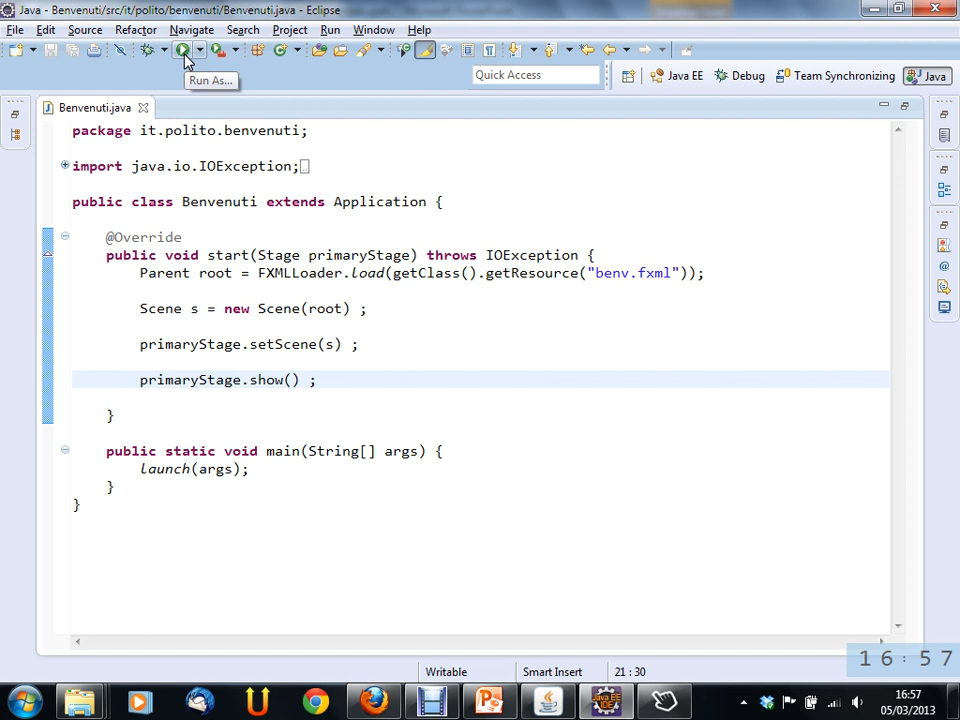 Java - Benvenuti/src/it/polito/benvenuti/Benvenuti.java - Eclipse
File Edit Source Refactor Navigate Search Project Run Window Help
Run As...
Quick Access
Java EE Debug Team Synchronizing Java
Benvenuti.java
package it.polito.benvenuti;
import java.io.IOException;
public class Benvenuti extends Application {
@Override
public void start(Stage primaryStage) throws IOException {
Parent root = FXMLLoader.load(getClass().getResource("benv.fxml"));
Scene s = new Scene(root) ;
primaryStage.setScene(s) ;
primaryStage.show() ;
}
public static void main(String[] args) {
launch(args);
}
}
16:57
Writable Smart Insert 21 : 30
Java EE IDE
16:57
05/03/2013